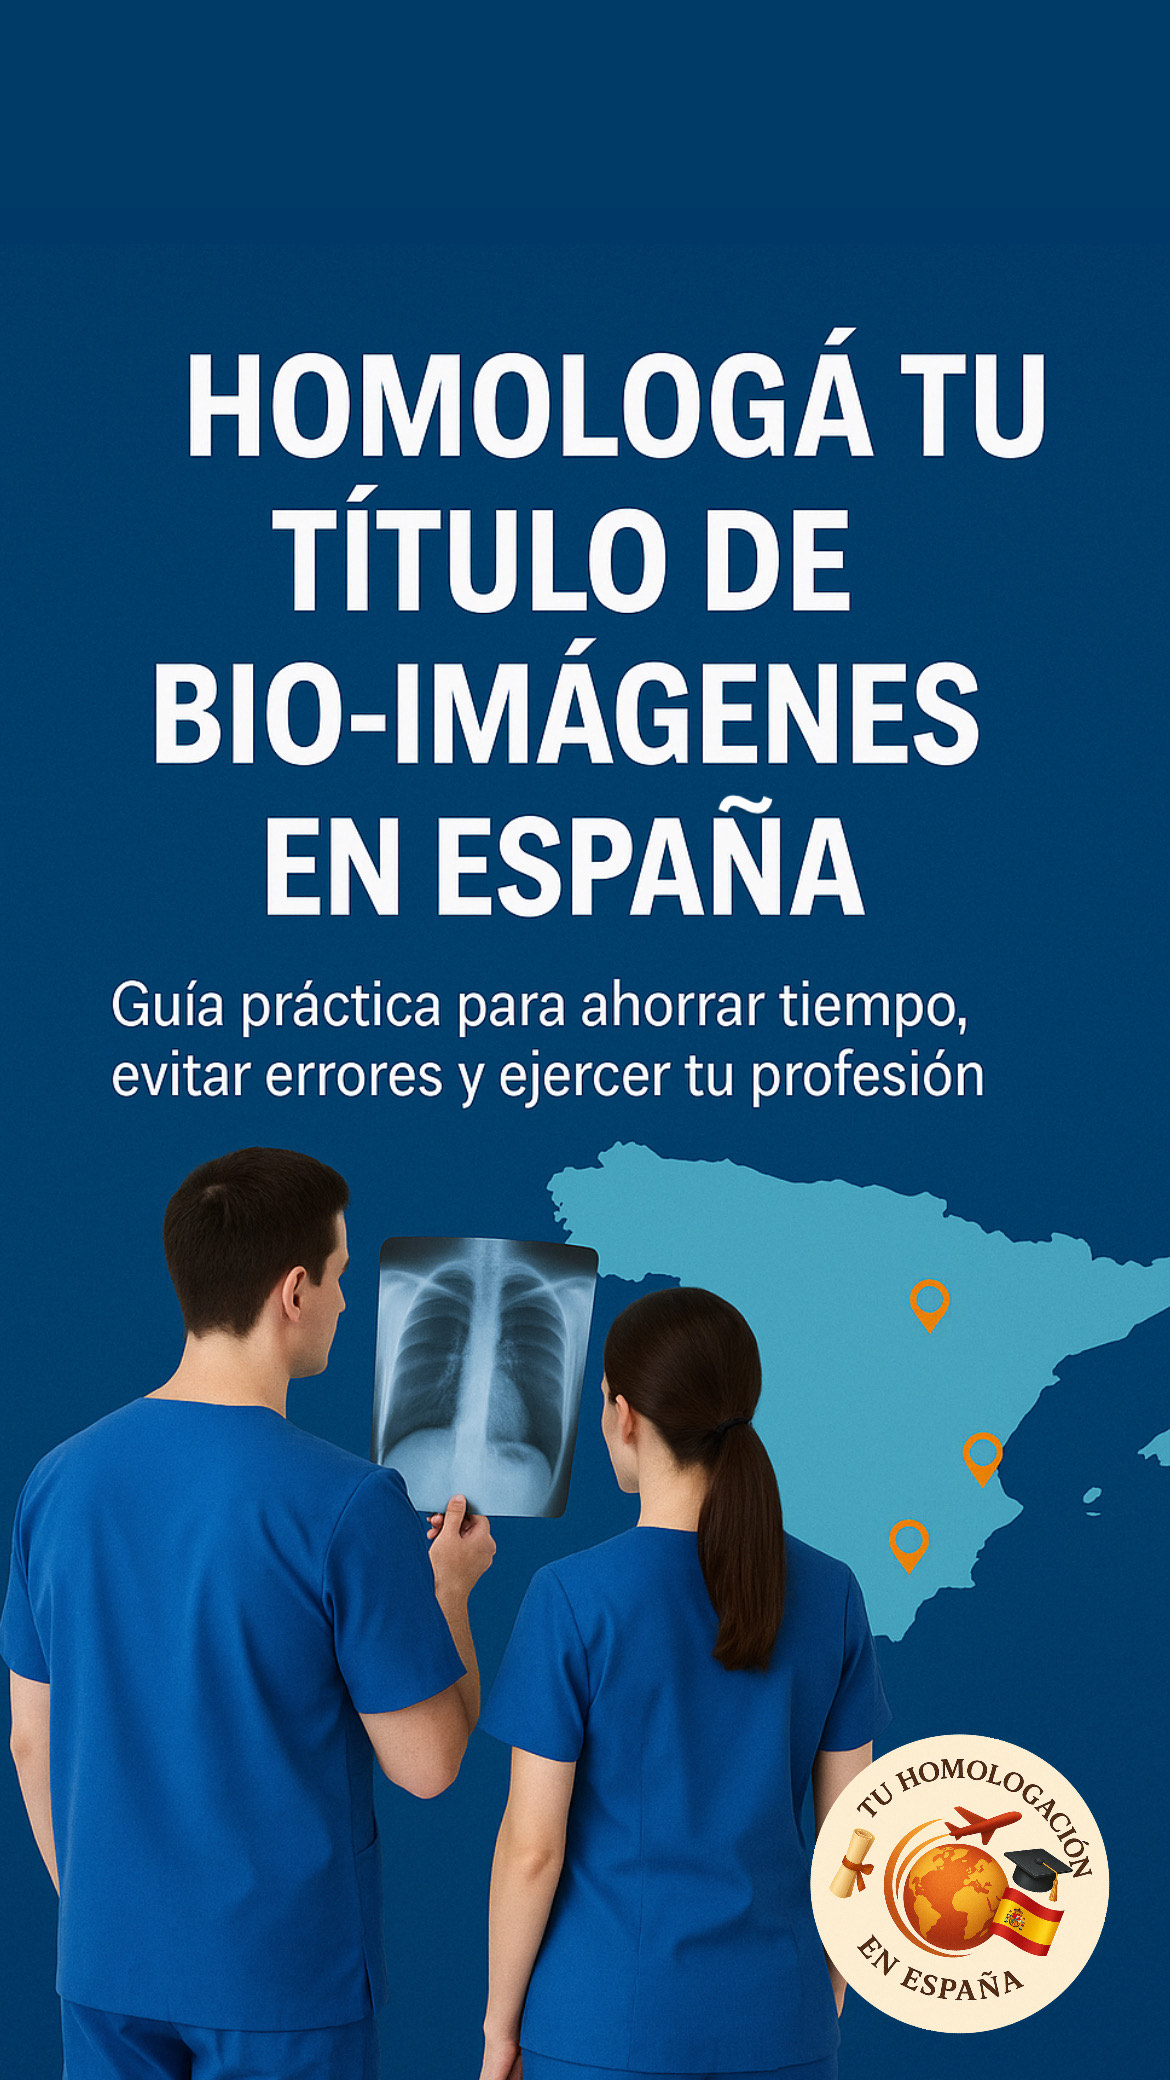 HOMOLOGÁ TU
TÍTULO DE
BIO-IMÁGENES
EN ESPAÑA
Guía práctica para ahorrar tiempo,
evitar errores y ejercer tu profesión
TU HOMOLOGACIÓN
EN ESPAÑA